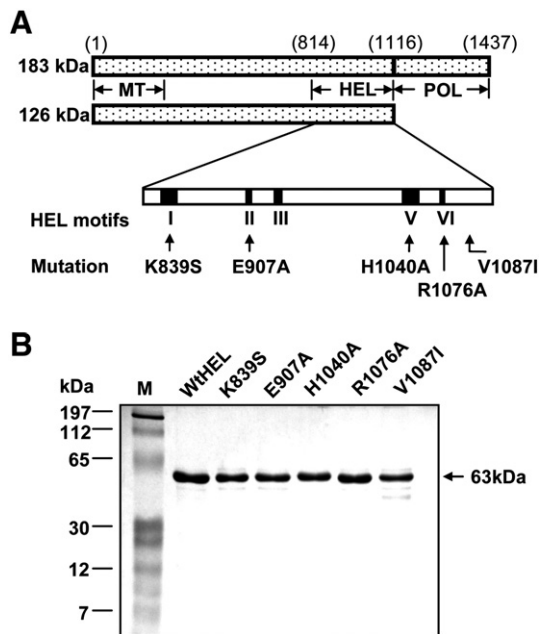 A
(1) (814) (1116) (1437)
183 kDa
MT HEL POL
126 kDa
HEL motifs I II III V VI
Mutation K839S E907A H1040A V1087I
R1076A
B
kDa M WtHEL K839S E907A H1040A R1076A V1087I
197
112
65
63kDa
30
12
7